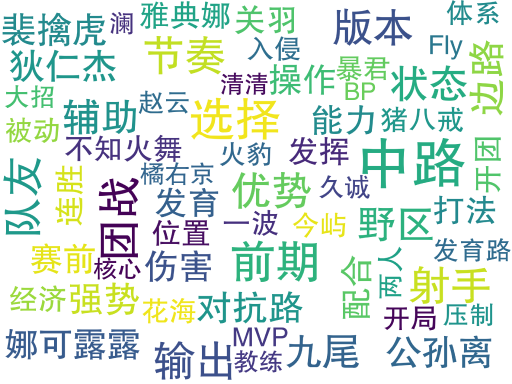 裴擒虎
澜
雅典娜
关羽
版本
体系
狄仁杰
节奏
入侵
暴君
Fly
大招
赵云
清清
操作
BP
状态
边路
被动
辅助
选择
能力
猪八戒
不知火舞
火豹
发挥
中路
开团
队友
连胜
团战
橘右京
优势
久诚
发育
一波
今屿
野区
打法
赛前
核心
位置
伤害
前期
配合
两人
发育路
射手
经济
强势
花海
对抗路
开局
压制
娜可露露
输出
MVP
教练
九尾
公孙离